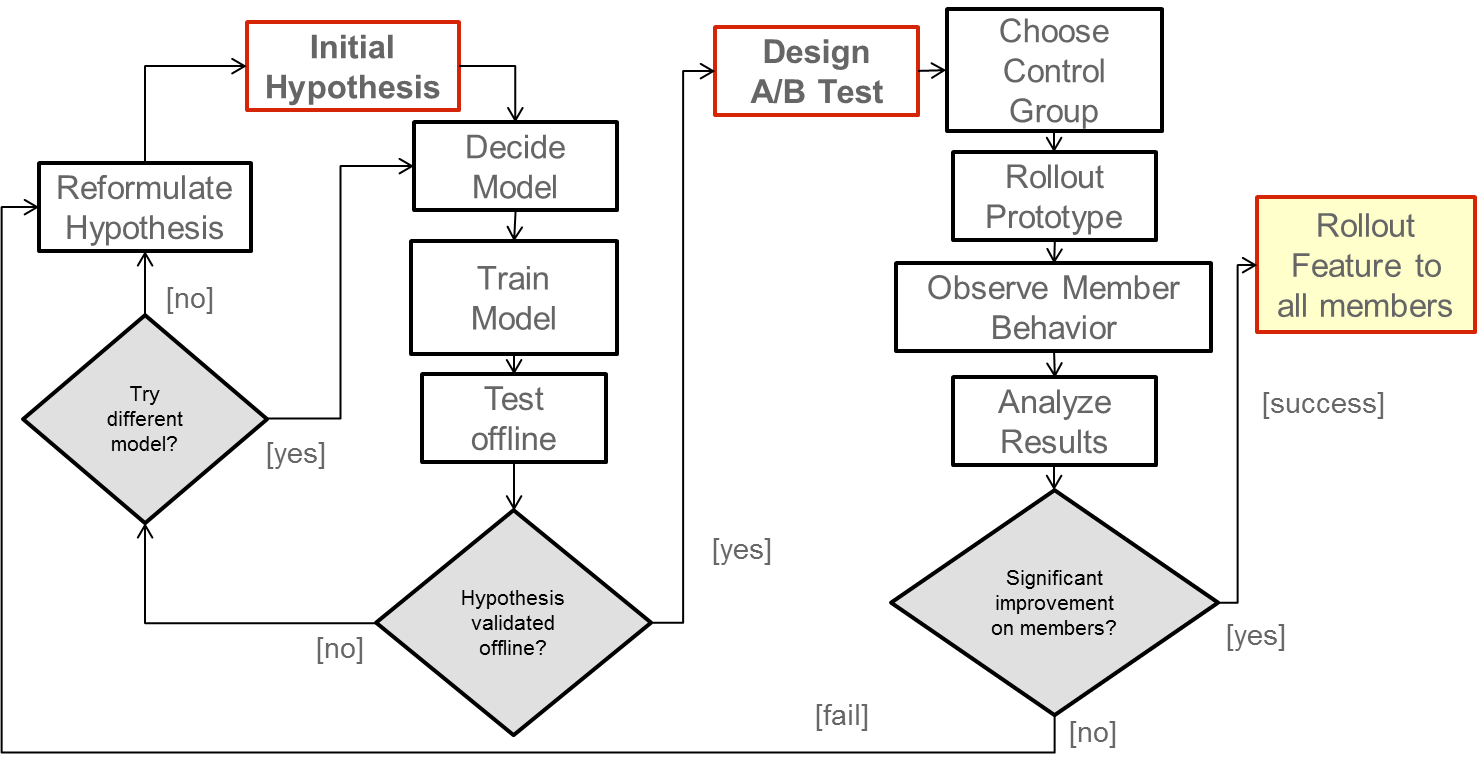 Initial
Hypothesis
Decide
Model
Train
Model
Test
offline
Hypothesis
validated
offline?
[no]
[yes]
Try
different
model?
[no]
[yes]
Reformulate
Hypothesis
Design
A/B Test
Choose
Control
Group
Rollout
Prototype
Observe Member
Behavior
Analyze
Results
Significant
improvement
on members?
[yes]
[success]
[no]
[fail]
Rollout
Feature to
all members